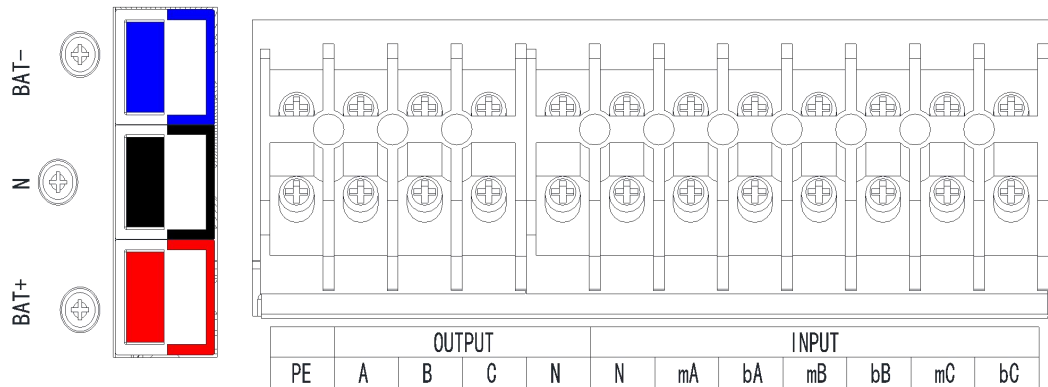 BAT-
N
BAT+
OUTPUT INPUT
PE A B C N N mA bA mB bB mC bC